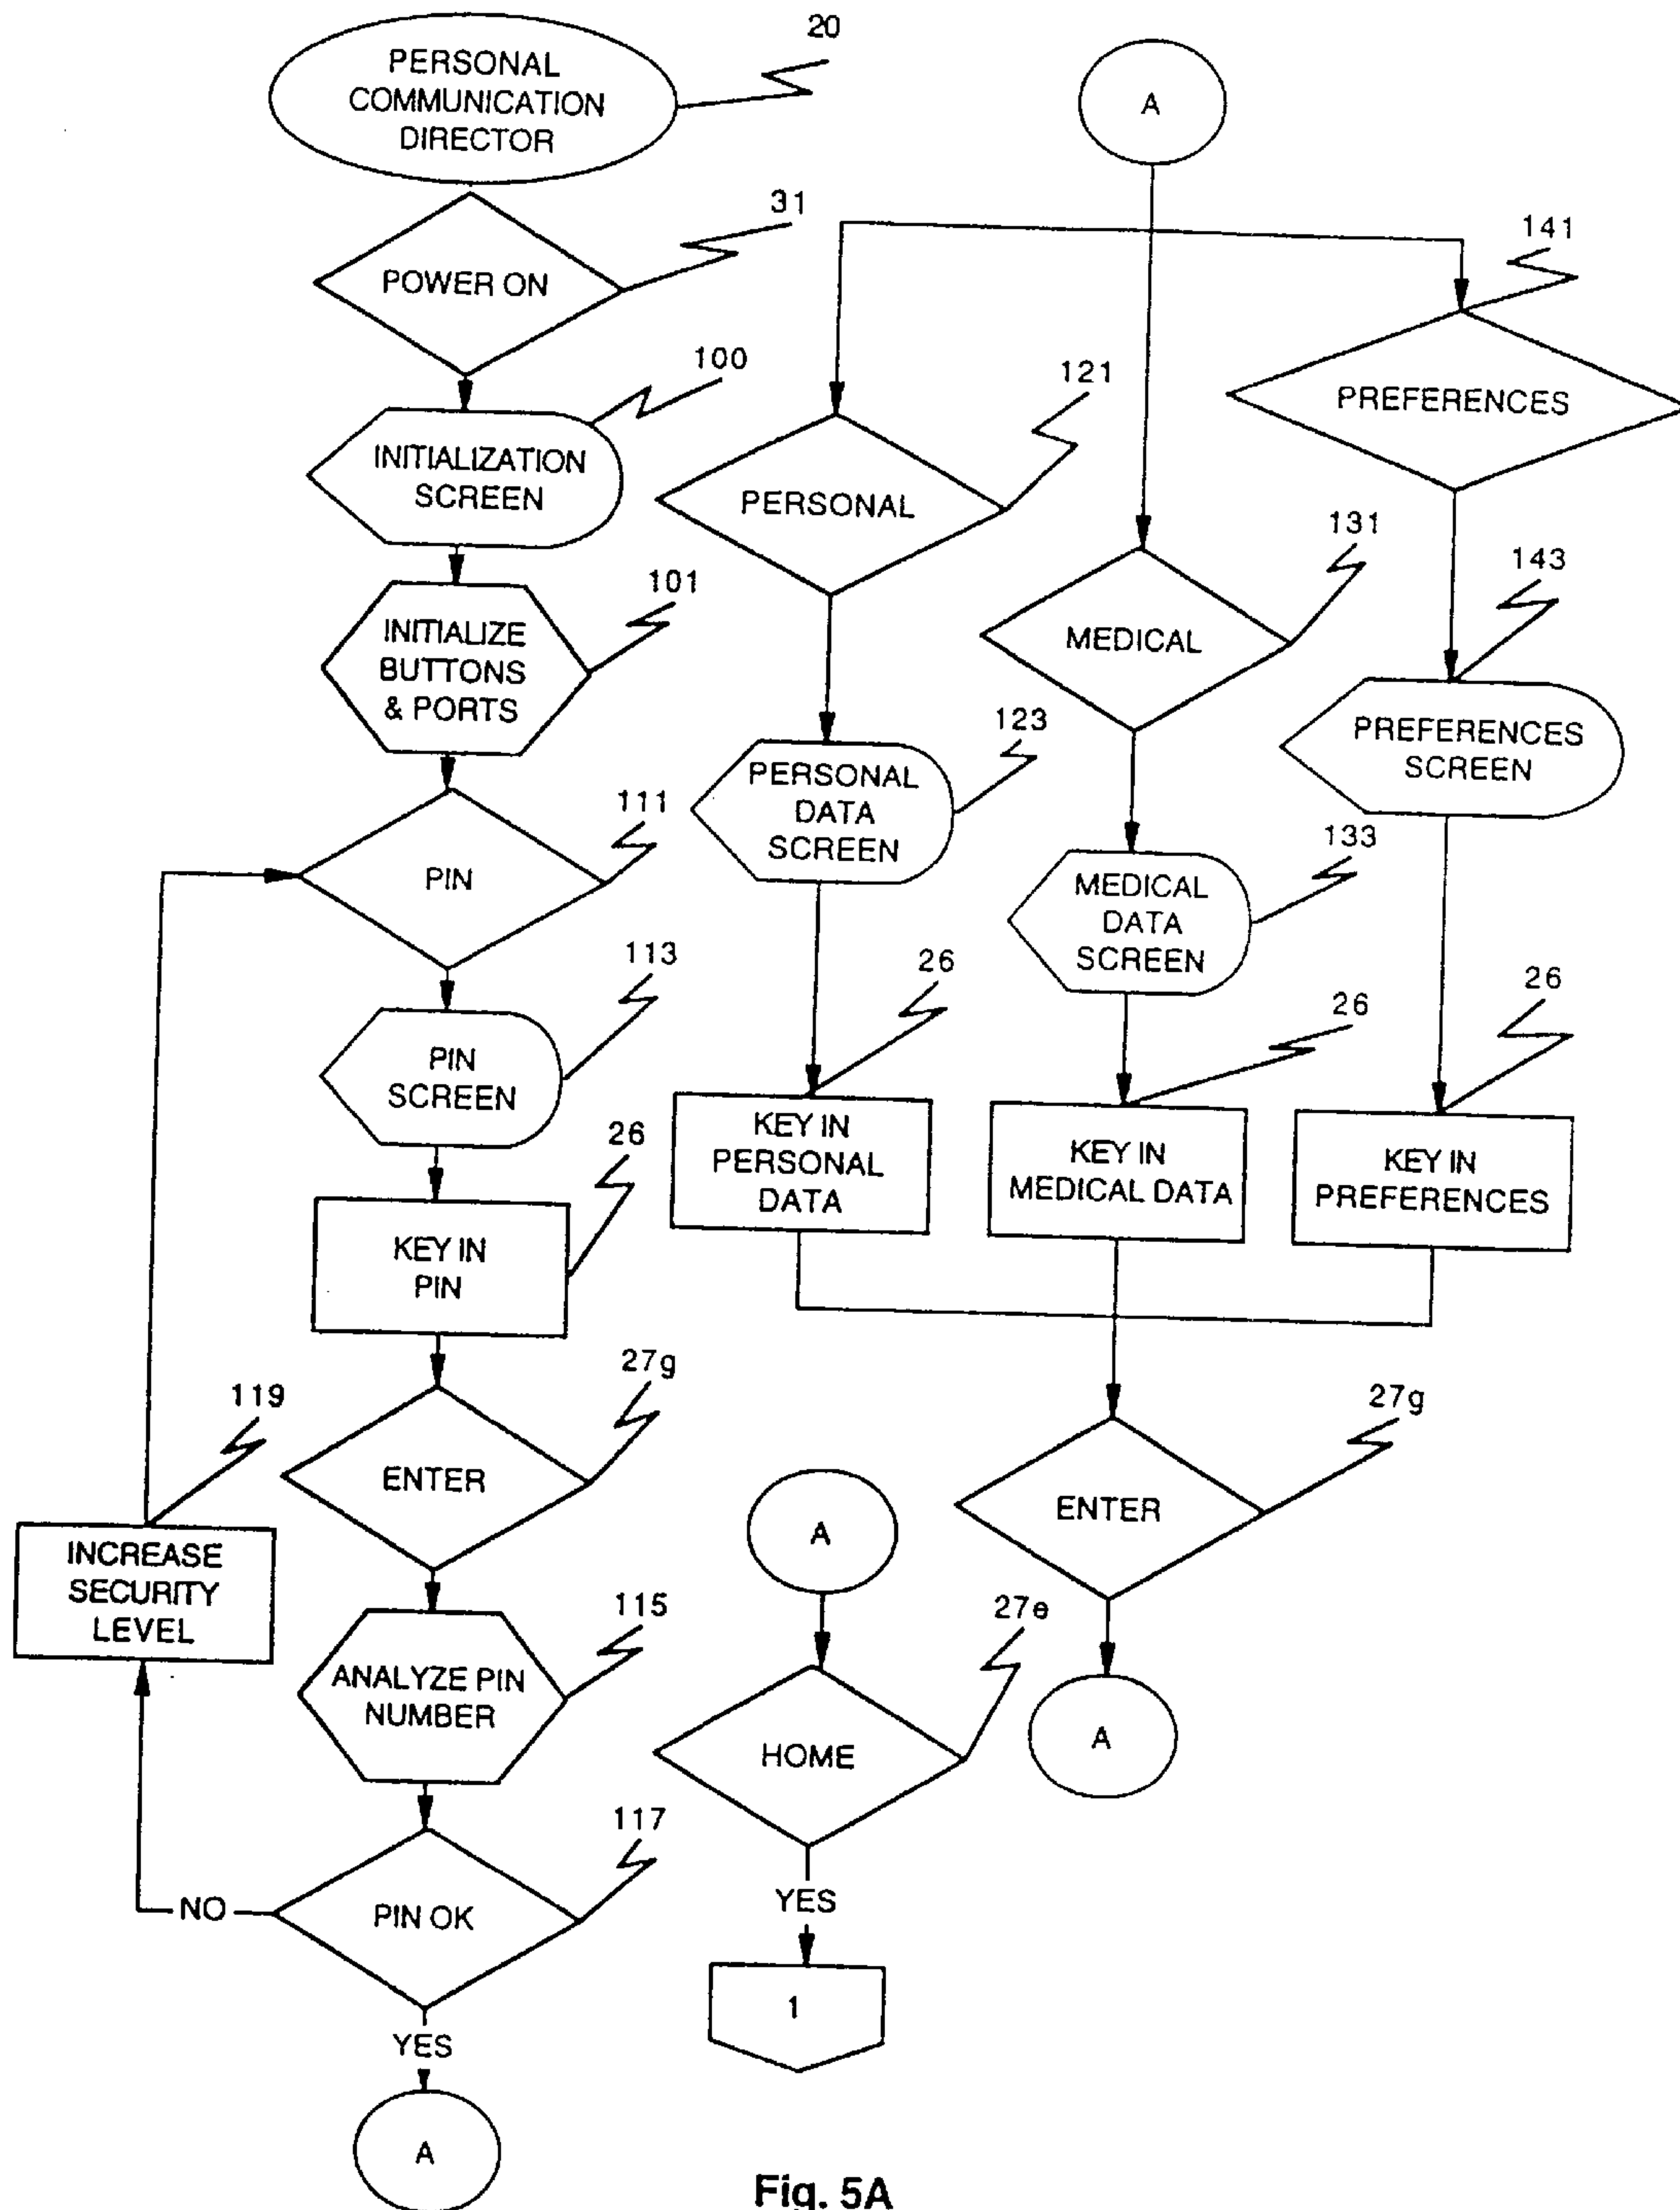 20
PERSONAL
COMMUNICATION
DIRECTOR
31
POWER ON
100
INITIALIZATION
SCREEN
101
INITIALIZE
BUTTONS
& PORTS
111
PIN
113
PIN
SCREEN
26
KEY IN
PIN
27g
ENTER
119
INCREASE
SECURITY
LEVEL
115
ANALYZE PIN
NUMBER
117
PIN OK
NO
YES
A
A
121
PERSONAL
123
PERSONAL
DATA
SCREEN
26
KEY IN
PERSONAL
DATA
131
MEDICAL
133
MEDICAL
DATA
SCREEN
26
KEY IN
MEDICAL DATA
141
PREFERENCES
143
PREFERENCES
SCREEN
26
KEY IN
PREFERENCES
27g
ENTER
A
A
27e
HOME
YES
1
Fig. 5A